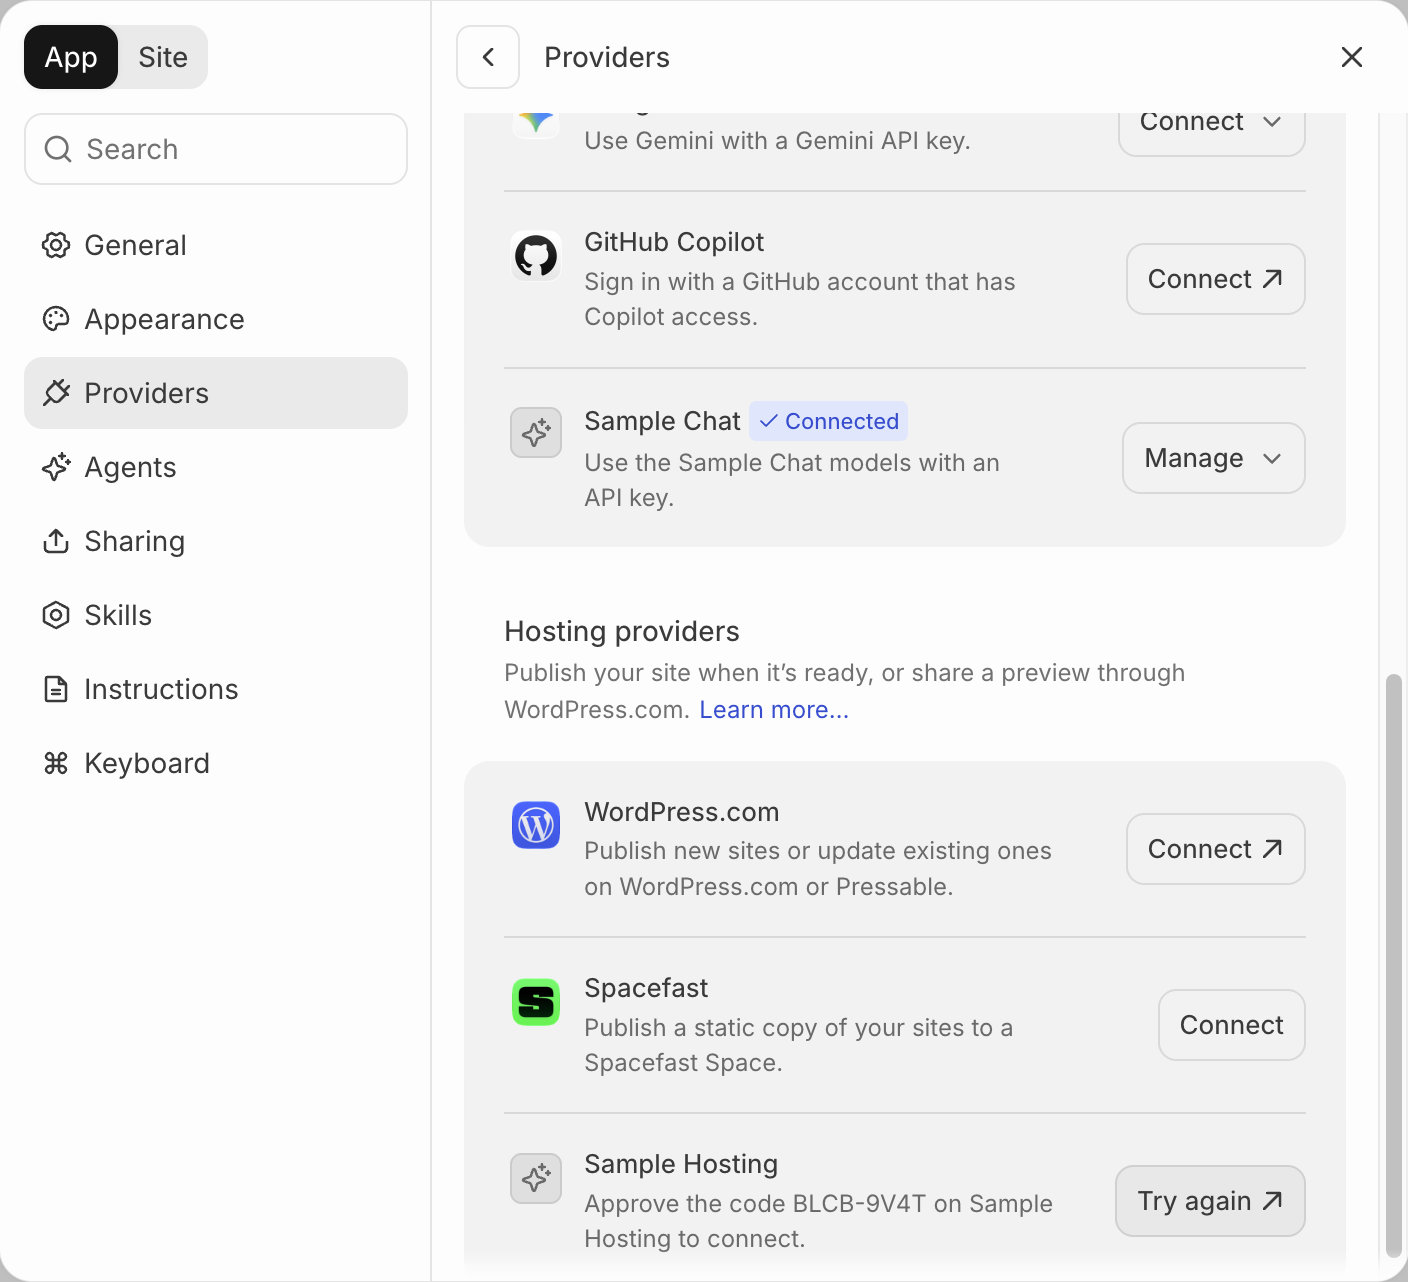 App
Site
Providers
Search
General
Appearance
Providers
Agents
Sharing
Skills
Instructions
Keyboard
Use Gemini with a Gemini API key.
Connect
GitHub Copilot
Sign in with a GitHub account that has
Copilot access.
Connect
Sample Chat
Connected
Use the Sample Chat models with an
API key.
Manage
Hosting providers
Publish your site when it’s ready, or share a preview through
WordPress.com. Learn more...
WordPress.com
Publish new sites or update existing ones
on WordPress.com or Pressable.
Connect
Spacefast
Publish a static copy of your sites to a
Spacefast Space.
Connect
Sample Hosting
Approve the code BLCB-9V4T on Sample
Hosting to connect.
Try again